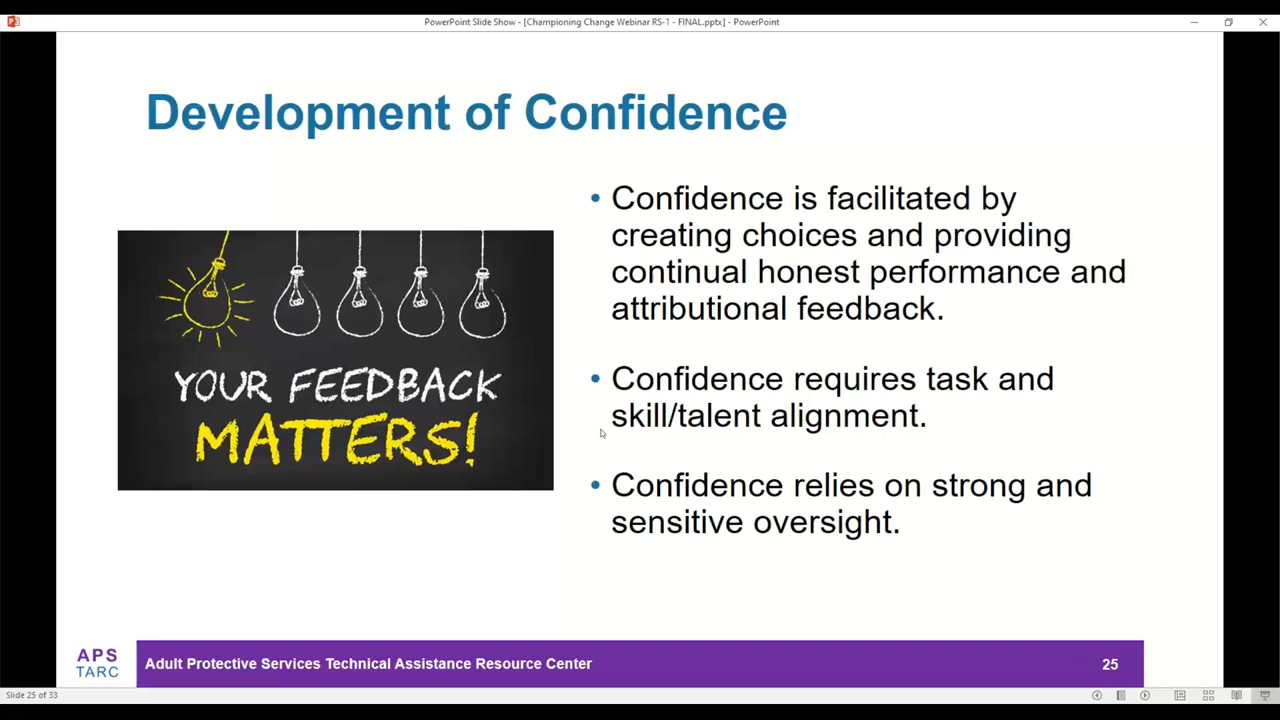 PowerPoint Slide Show - [Championing Change Webinar RS-1 - FINAL.pptx] - PowerPoint
Development of Confidence
YOUR FEEDBACK
MATTERS!
• Confidence is facilitated by
creating choices and providing
continual honest performance and
attributional feedback.
• Confidence requires task and
skill/talent alignment.
• Confidence relies on strong and
sensitive oversight.
APS
TARC
Adult Protective Services Technical Assistance Resource Center
25
Slide 25 of 33